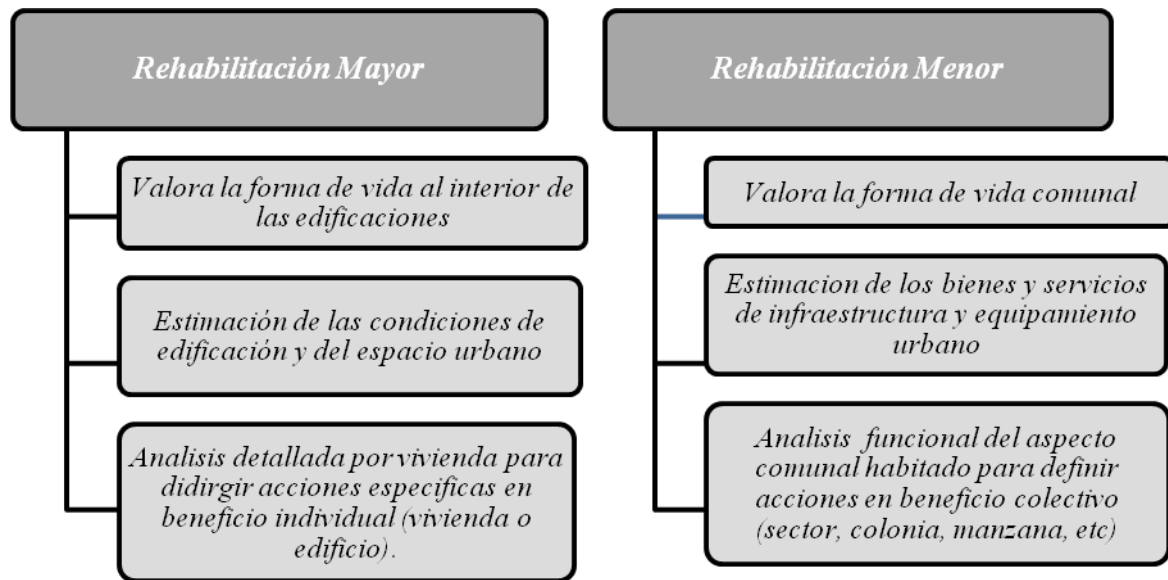 Rehabilitación Mayor
Valora la forma de vida al interior de
las edificaciones
Estimación de las condiciones de
edificación y del espacio urbano
Analisis detallada por vivienda para
didirgir acciones especificas en
beneficio individual (vivienda o
edificio).
Rehabilitación Menor
Valora la forma de vida comunal
Estimacion de los bienes y servicios
de infraestructura y equipamiento
urbano
Analisis funcional del aspecto
comunal habitado para definir
acciones en beneficio colectivo
(sector, colonia, manzana, etc)